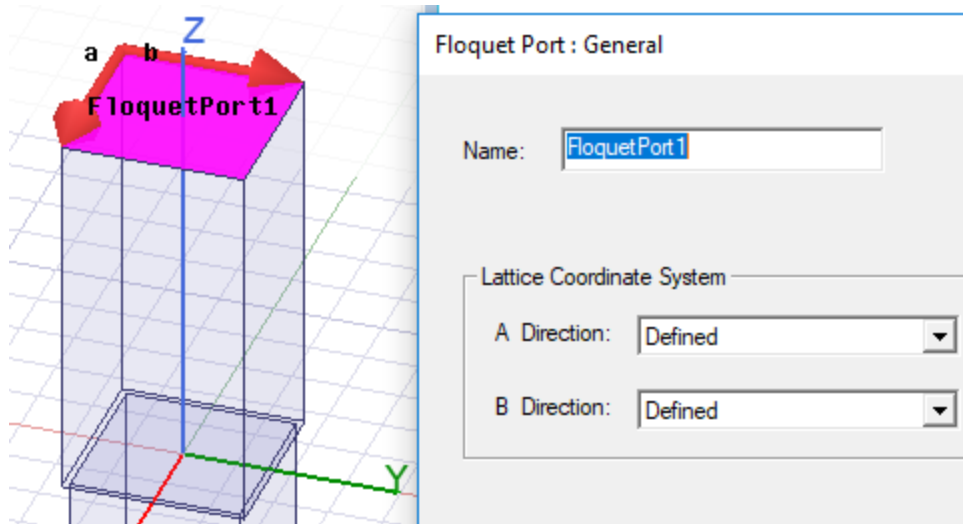 Z
a b
FloquetPort1
Y
Floquet Port : General
Name: FloquetPort1
Lattice Coordinate System
A Direction: Defined
B Direction: Defined